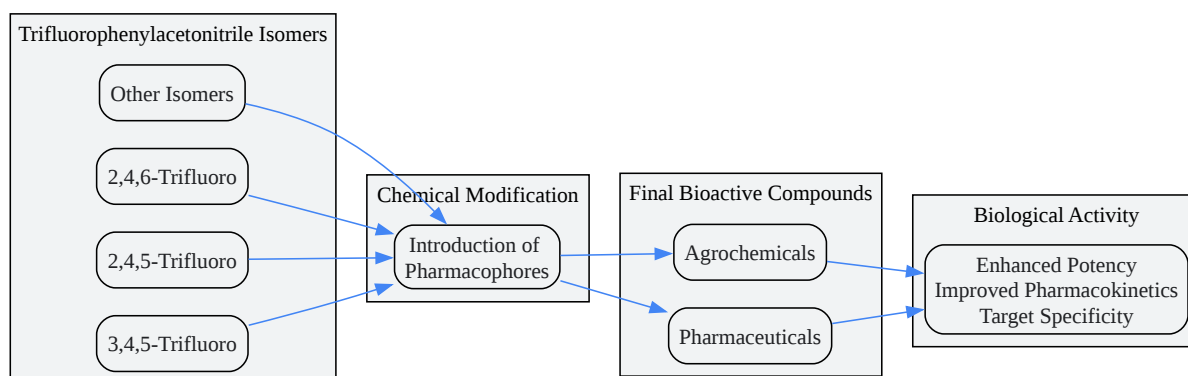 Trifluorophenylacetonitrile Isomers
Other Isomers
2,4,6-Trifluoro
2,4,5-Trifluoro
3,4,5-Trifluoro
Chemical Modification
Introduction of
Pharmacophores
Final Bioactive Compounds
Agrochemicals
Pharmaceuticals
Biological Activity
Enhanced Potency
Improved Pharmacokinetics
Target Specificity